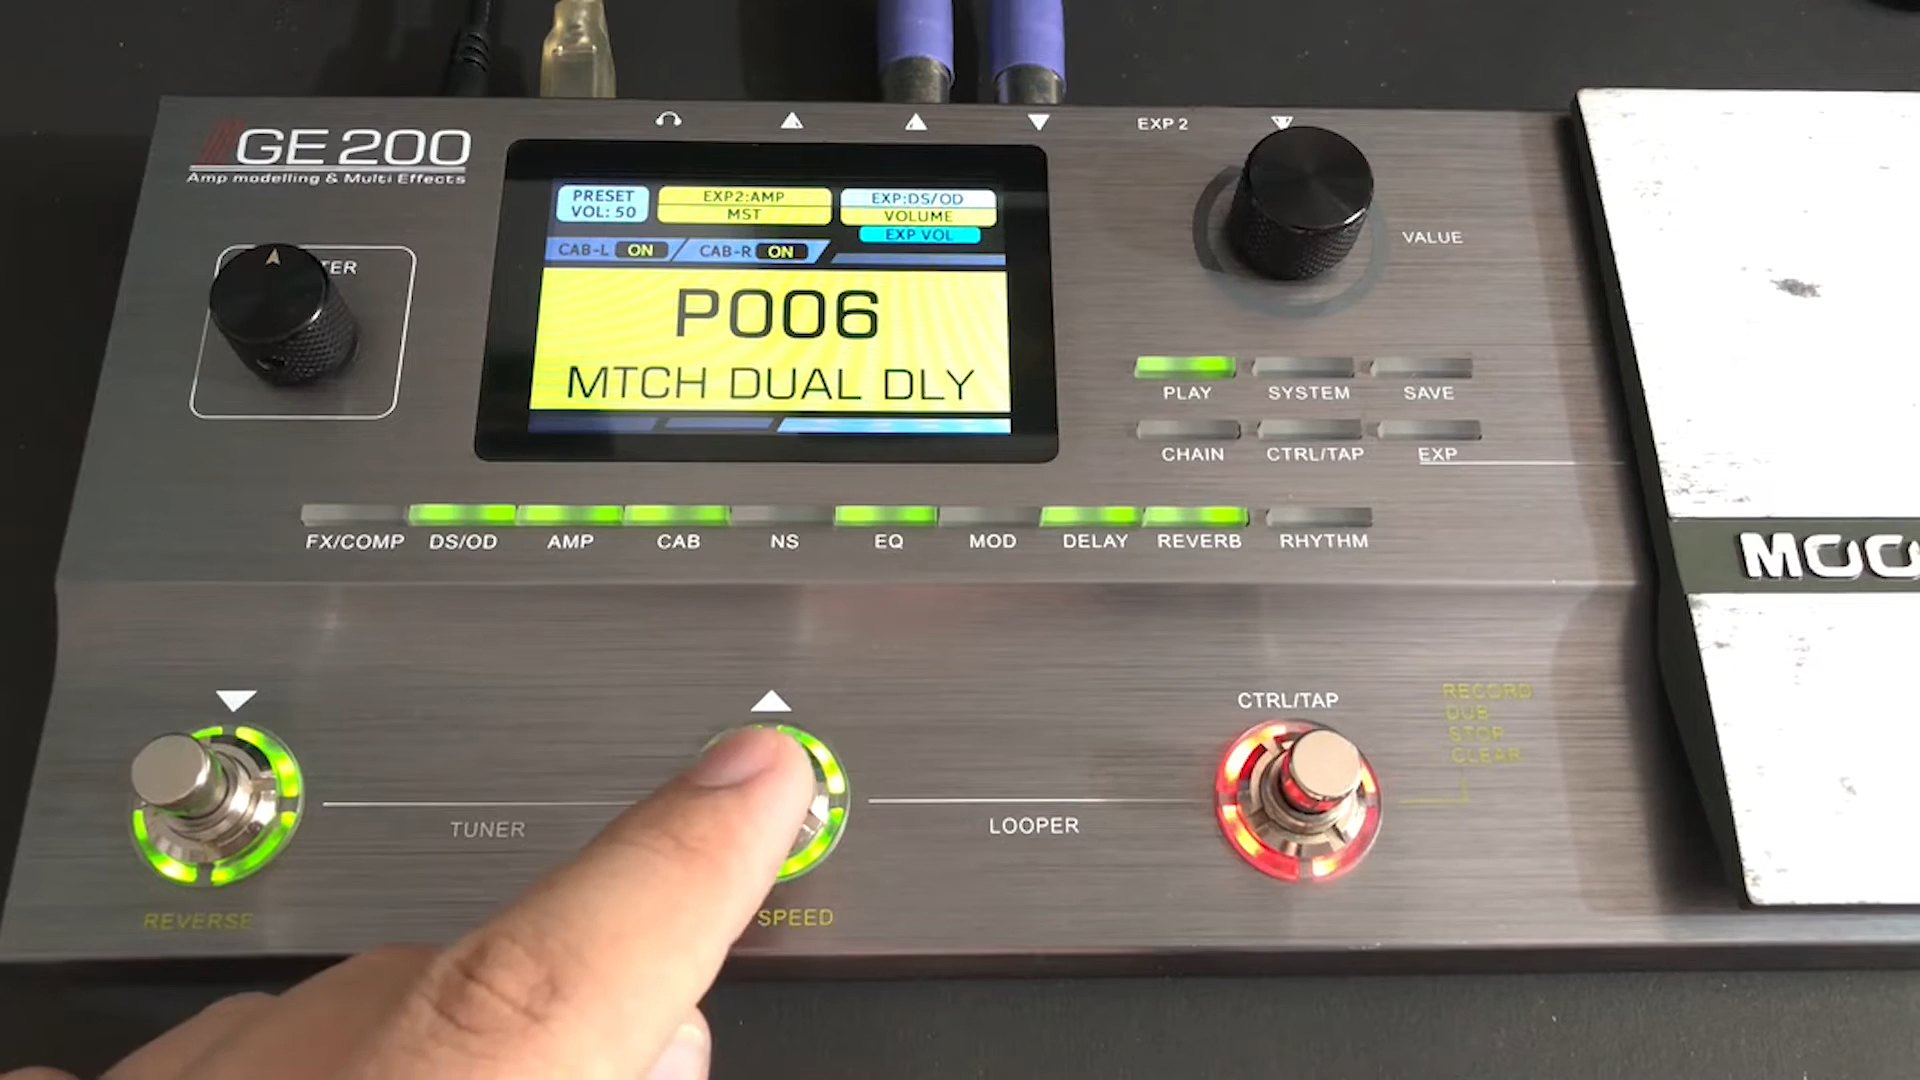 EXP 2
GE 200
Amp modelling & Multi Effects
PRESET
VOL: 50
EXP2:AMP
MST
EXP:DS/OD
VOLUME
EXP VOL
CAB-L ON
CAB-R ON
P006
MTCH DUAL DLY
VALUE
PLAY
SYSTEM
SAVE
CHAIN
CTRL/TAP
EXP
FX/COMP
DS/OD
AMP
CAB
NS
EQ
MOD
DELAY
REVERB
RHYTHM
CTRL/TAP
RECORD
DUB
STOP
CLEAR
TUNER
LOOPER
REVERSE
SPEED